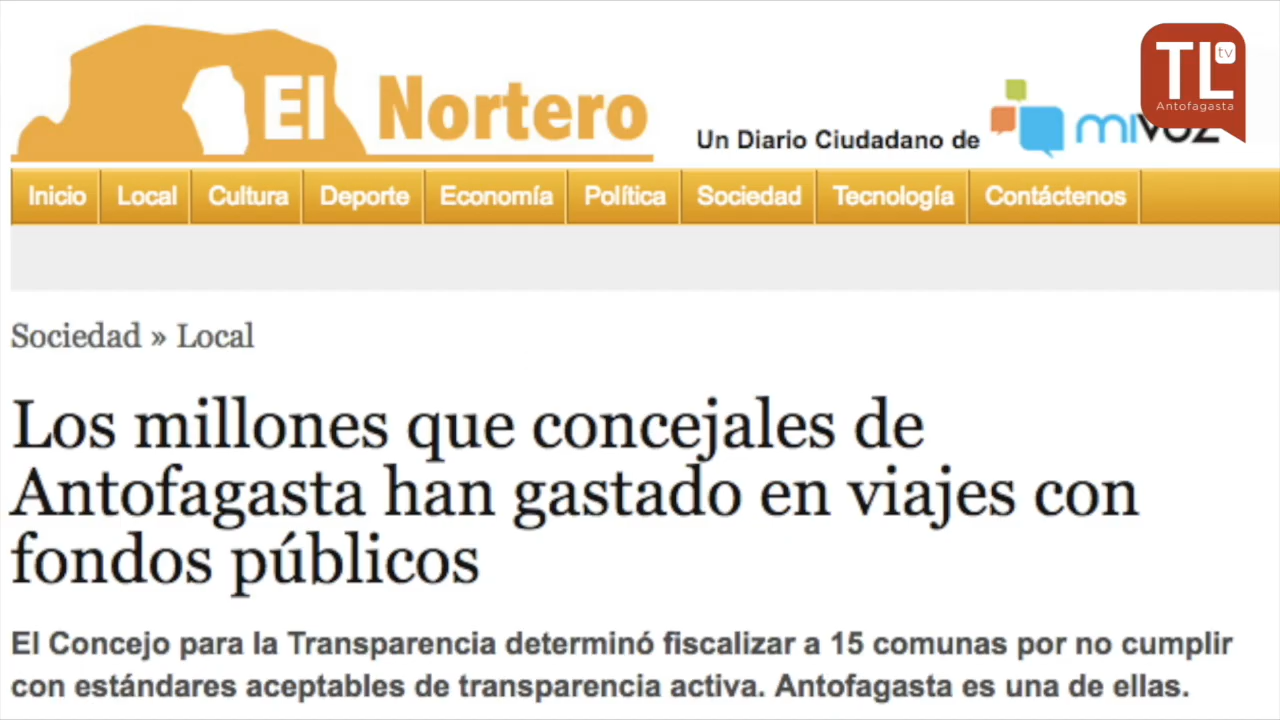 El Nortero
Un Diario Ciudadano de mivoz
TL tv
Antofagasta
Inicio Local Cultura Deporte Economía Política Sociedad Tecnología Contáctenos
Sociedad » Local
Los millones que concejales de
Antofagasta han gastado en viajes con
fondos públicos
El Concejo para la Transparencia determinó fiscalizar a 15 comunas por no cumplir
con estándares aceptables de transparencia activa. Antofagasta es una de ellas.